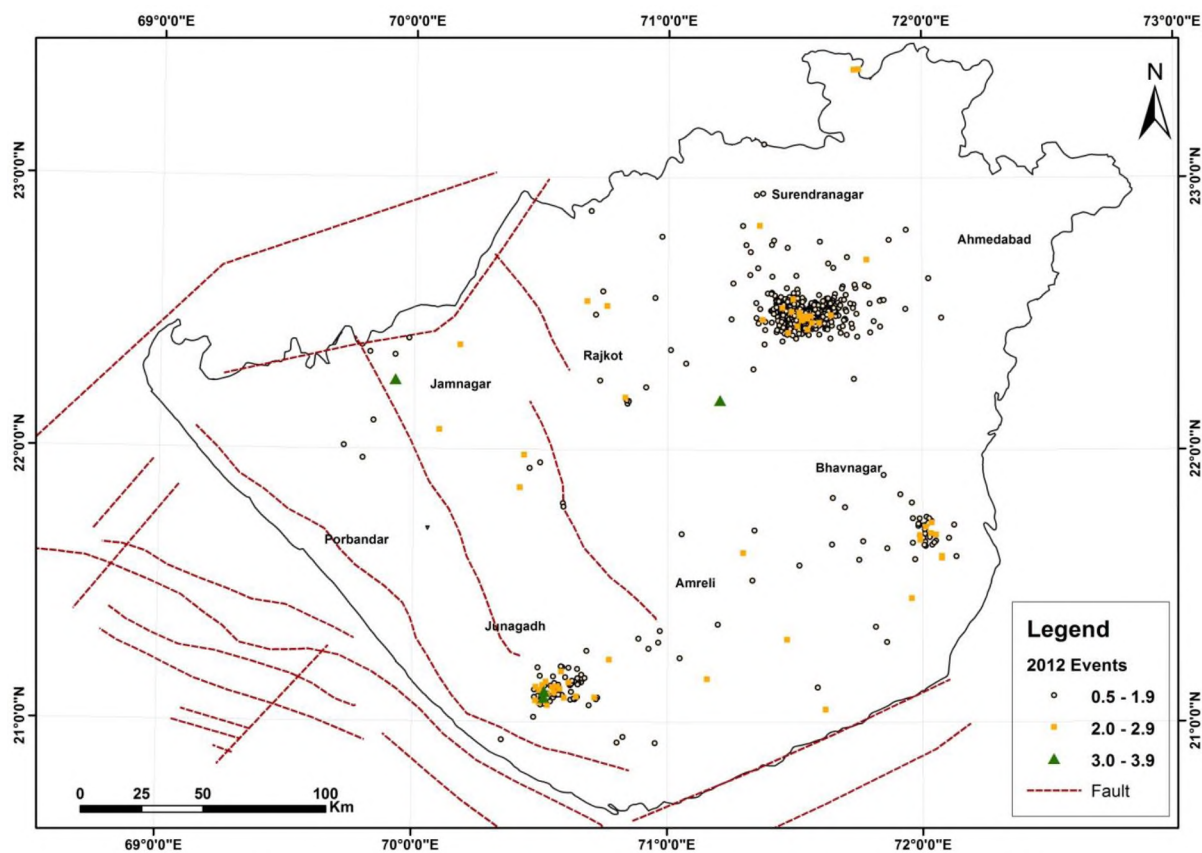 69°0'0"E 70°0'0"E 71°0'0"E 72°0'0"E 73°0'0"E
N
23°0'0"N 23°0'0"N
Surendranagar
Ahmedabad
Rajkot
Jamnagar
22°0'0"N 22°0'0"N
Bhavnagar
Porbandar
Amreli
Junagadh
21°0'0"N 21°0'0"N
Legend
2012 Events
0.5 - 1.9
2.0 - 2.9
3.0 - 3.9
Fault
0 25 50 100
Km
69°0'0"E 70°0'0"E 71°0'0"E 72°0'0"E